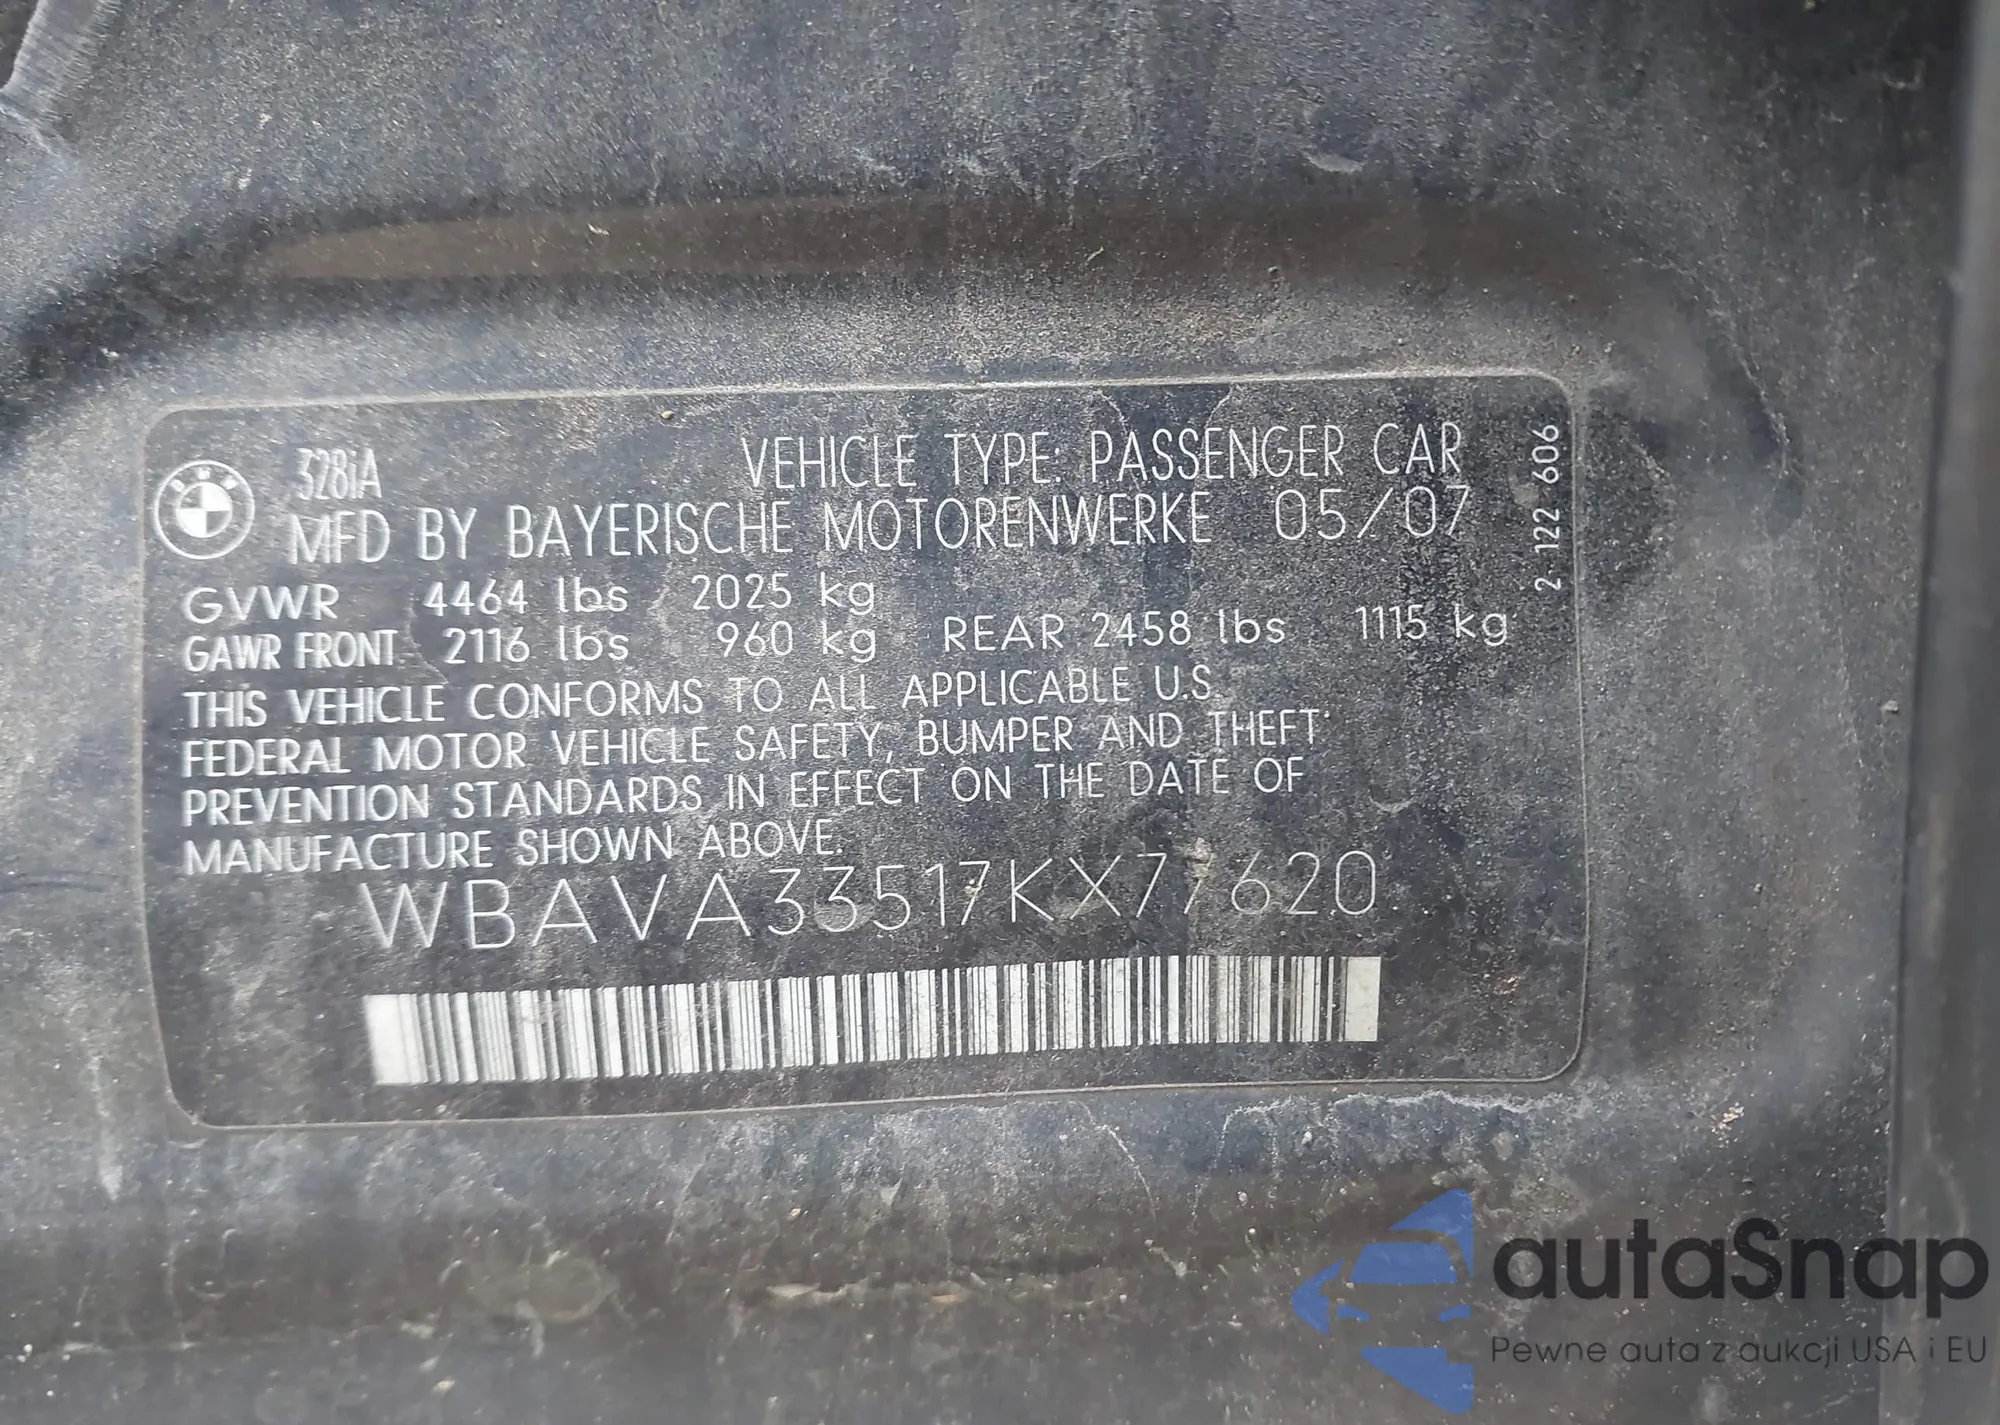 328iA VEHICLE TYPE: PASSENGER CAR
MFD BY BAYERISCHE MOTORENWERKE 05/07
GVWR 4464 lbs 2025 kg
GAWR FRONT 2116 lbs 960 kg REAR 2458 lbs 1115 kg
THIS VEHICLE CONFORMS TO ALL APPLICABLE U.S.
FEDERAL MOTOR VEHICLE SAFETY, BUMPER AND THEFT
PREVENTION STANDARDS IN EFFECT ON THE DATE OF
MANUFACTURE SHOWN ABOVE.
WBAVA33517KX77620
2 122 606
BMW
autaSnap
Pewne auta z aukcji USA i EU